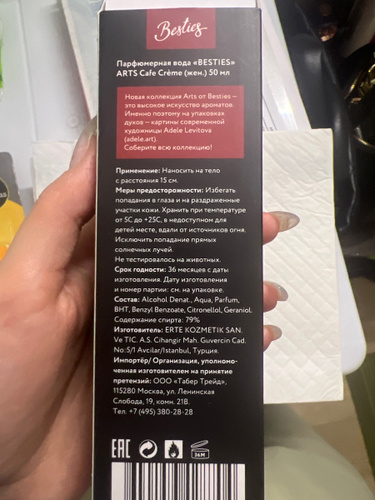 Besties
Парфюмерная вода «BESTIES»
ARTS Cafe Crème (жен.) 50 мл
Новая коллекция Arts от Besties –
это высокое искусство ароматов.
Именно поэтому на упаковках
духов – картины современной
художницы Adele Levitova
(adele.art).
Соберите всю коллекцию!
Применение: Наносить на тело
с расстояния 15 см.
Меры предосторожности: Избегать
попадания в глаза и на раздраженные
участки кожи. Хранить при температуре
от 5С до +25С, в недоступном для
детей месте, вдали от источников огня.
Исключить попадание прямых
солнечных лучей.
Не тестировалось на животных.
Срок годности: 36 месяцев с даты
изготовления. Дата изготовления
и номер партии: см. на упаковке.
Состав: Alcohol Denat., Aqua, Parfum,
BHT, Benzyl Benzoate, Citronellol, Geraniol.
Содержание спирта: 79%
Изготовитель: ERTE KOZMETIK SAN.
Ve TIC. A.S. Cihangir Mah. Guvercin Cad.
No:5/1 Avcilar/Istanbul, Турция.
Импортёр/ Организация, уполномо-
ченная изготовителем на принятие
претензий: ООО «Табер Трейд»,
115280 Москва, ул. Ленинская
Слобода, 19, комн. 21В.
Тел. +7 (495) 380-28-28
EAC
36M